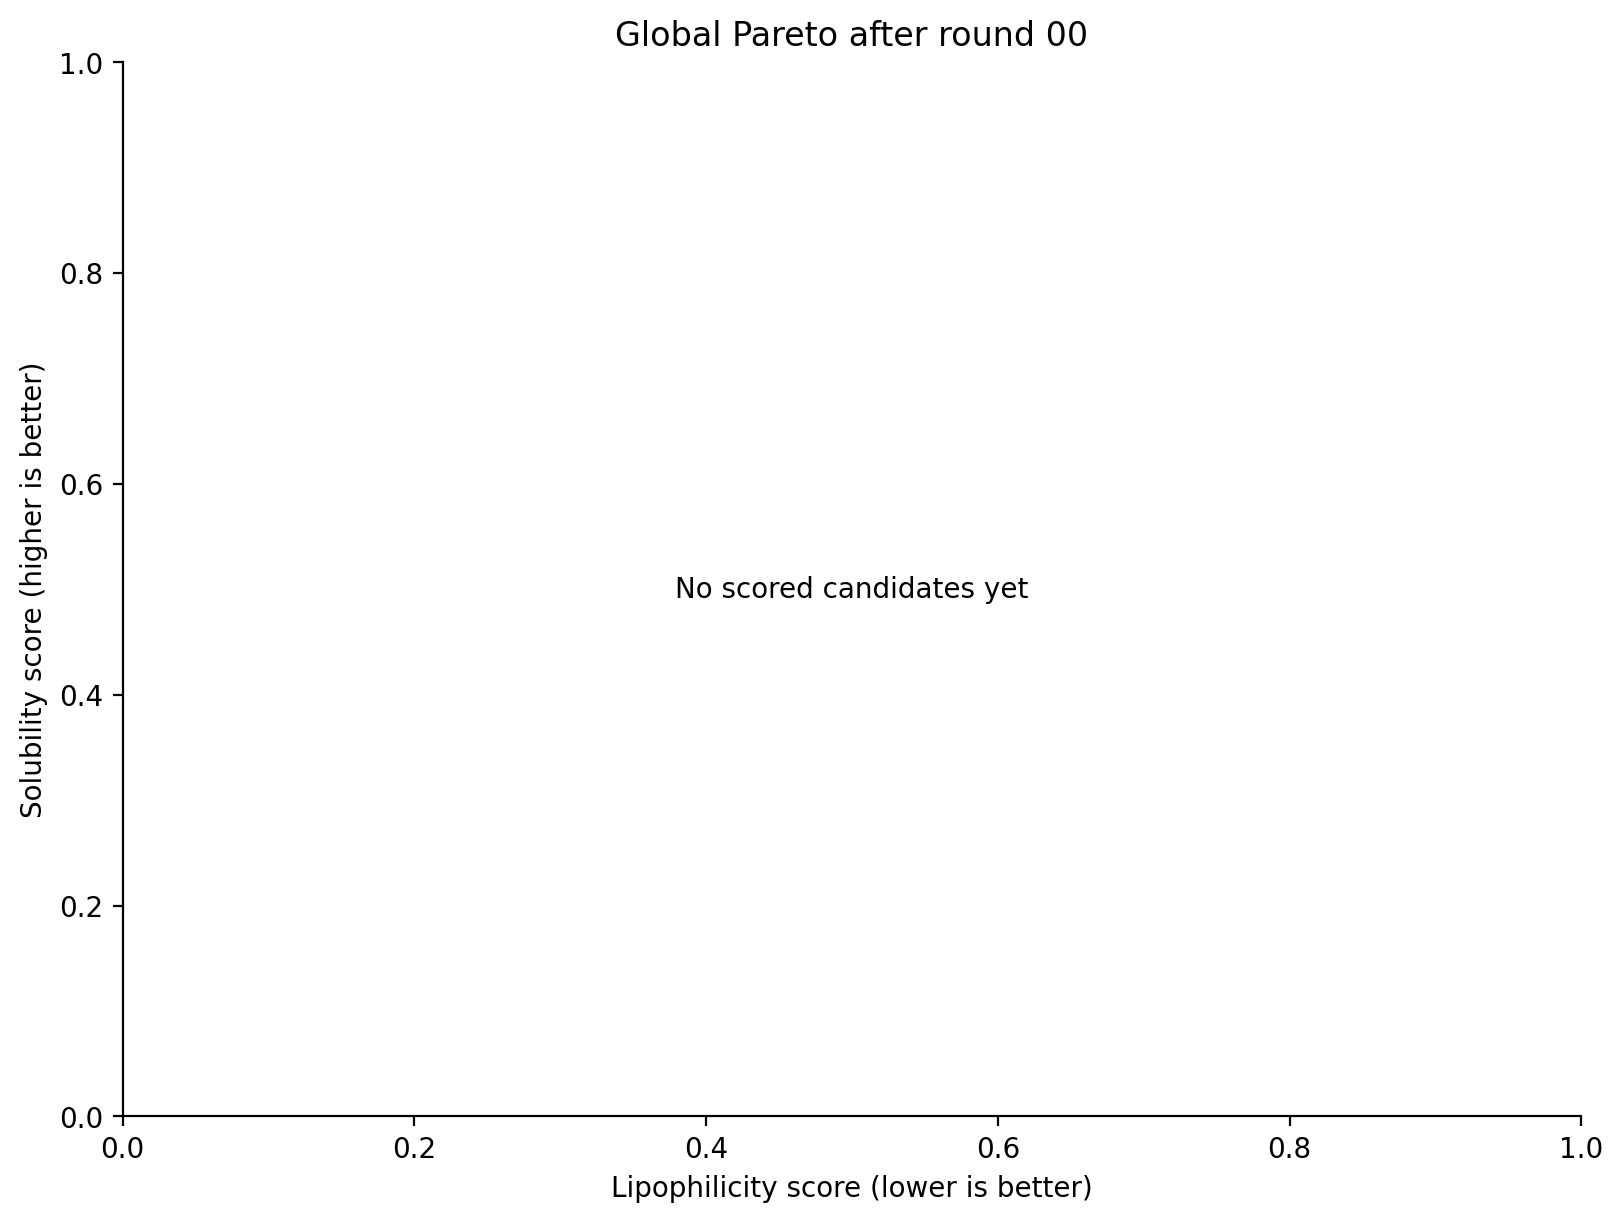 Global Pareto after round 00
1.0
0.8
0.6
0.4
0.2
0.0
Solubility score (higher is better)
No scored candidates yet
0.0 0.2 0.4 0.6 0.8 1.0
Lipophilicity score (lower is better)